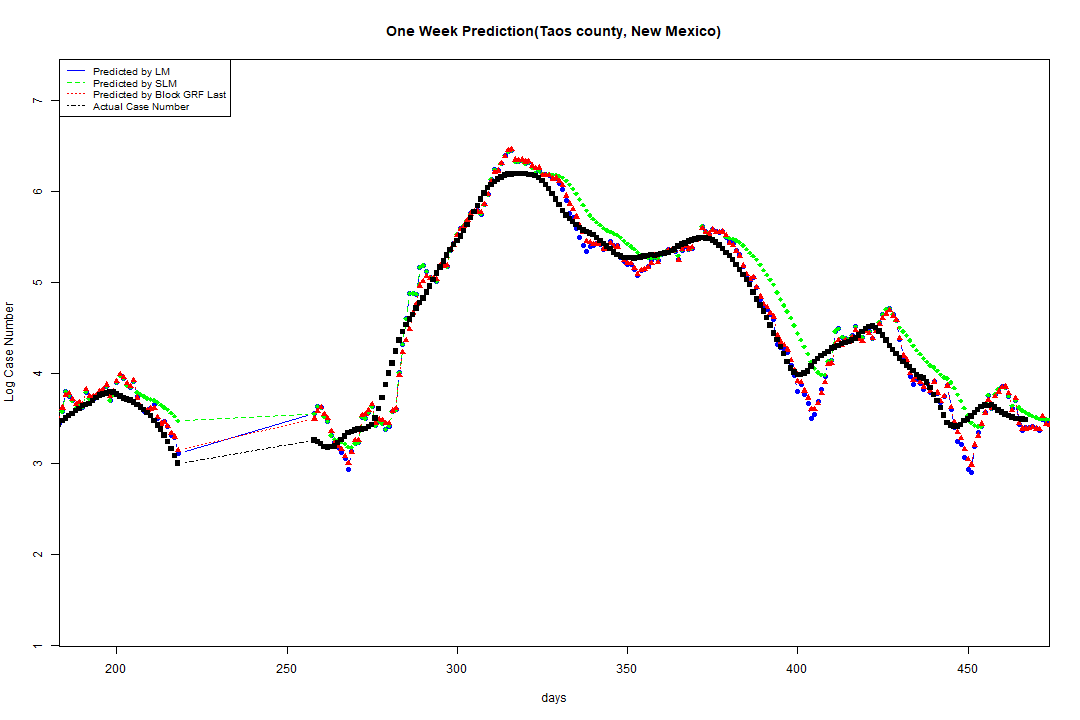 One Week Prediction(Taos county, New Mexico)
Predicted by LM
Predicted by SLM
Predicted by Block GRF Last
Actual Case Number
Log Case Number
7
6
5
4
3
2
1
200 250 300 350 400 450
days